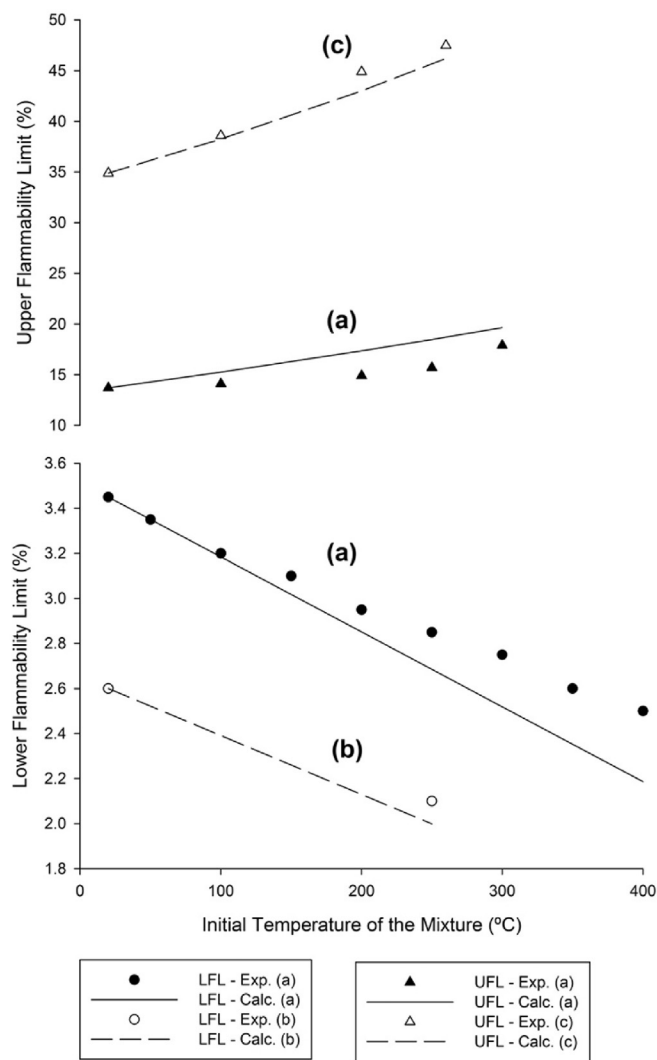 Upper Flammability Limit (%)
50
45
40
35
30
25
20
15
10
(c)
(a)
Lower Flammability Limit (%)
3.6
3.4
3.2
3.0
2.8
2.6
2.4
2.2
2.0
1.8
(a)
(b)
0 100 200 300 400
Initial Temperature of the Mixture (ºC)
LFL - Exp. (a)
LFL - Calc. (a)
LFL - Exp. (b)
LFL - Calc. (b)
UFL - Exp. (a)
UFL - Calc. (a)
UFL - Exp. (c)
UFL - Calc. (c)